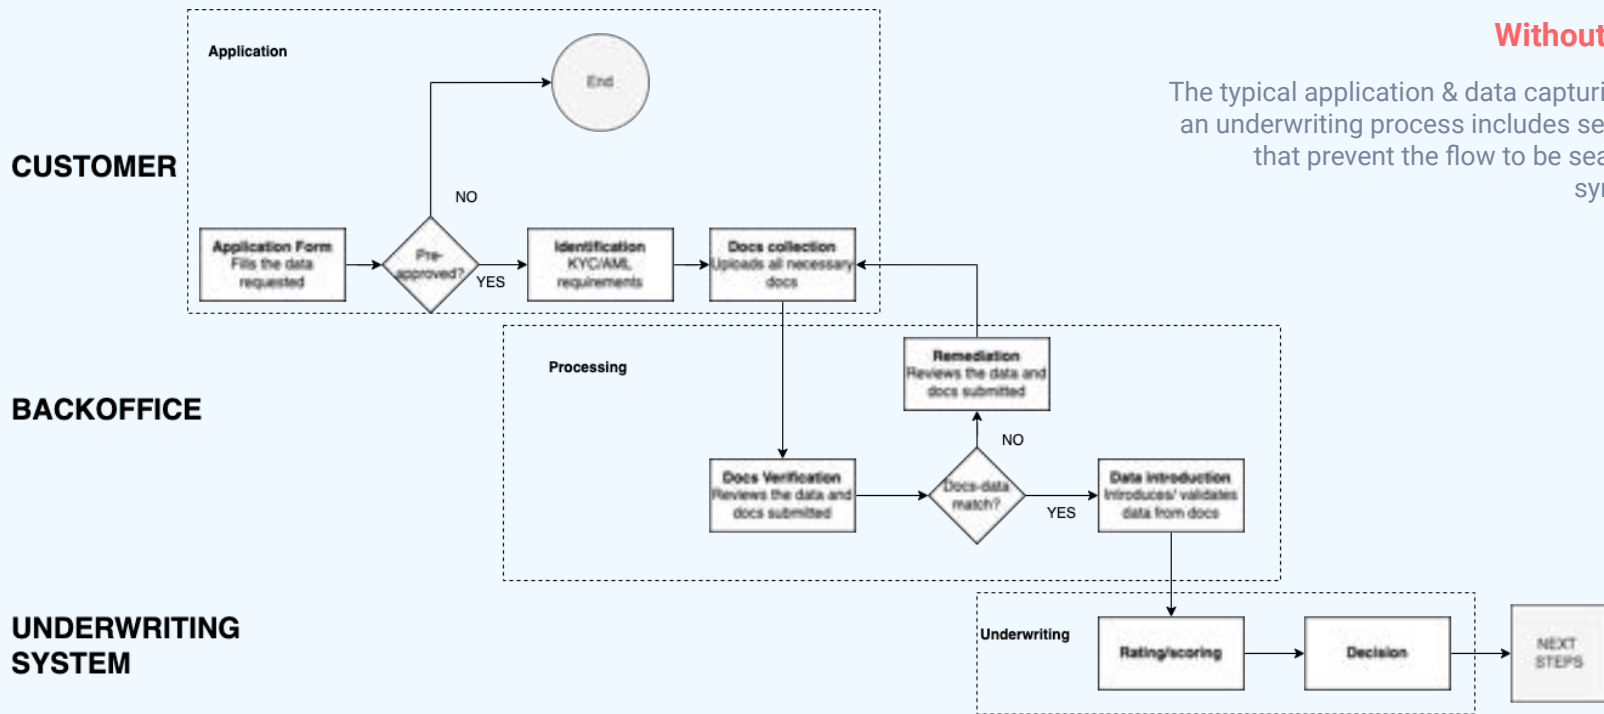 Without
The typical application & data capturi
an underwriting process includes se
that prevent the flow to be sea
syn
CUSTOMER
Application
End
NO
Application Form
Fills the data
requested
Pre-
approved?
YES
Identification
KYC/AML
requirements
Docs collection
Uploads all necessary
docs
BACKOFFICE
Processing
Remediation
Reviews the data and
docs submitted
NO
Docs Verification
Reviews the data and
docs submitted
Docs-data
match?
YES
Data introduction
Introduces/ validates
data from docs
UNDERWRITING
SYSTEM
Underwriting
Rating/scoring
Decision
NEXT
STEPS